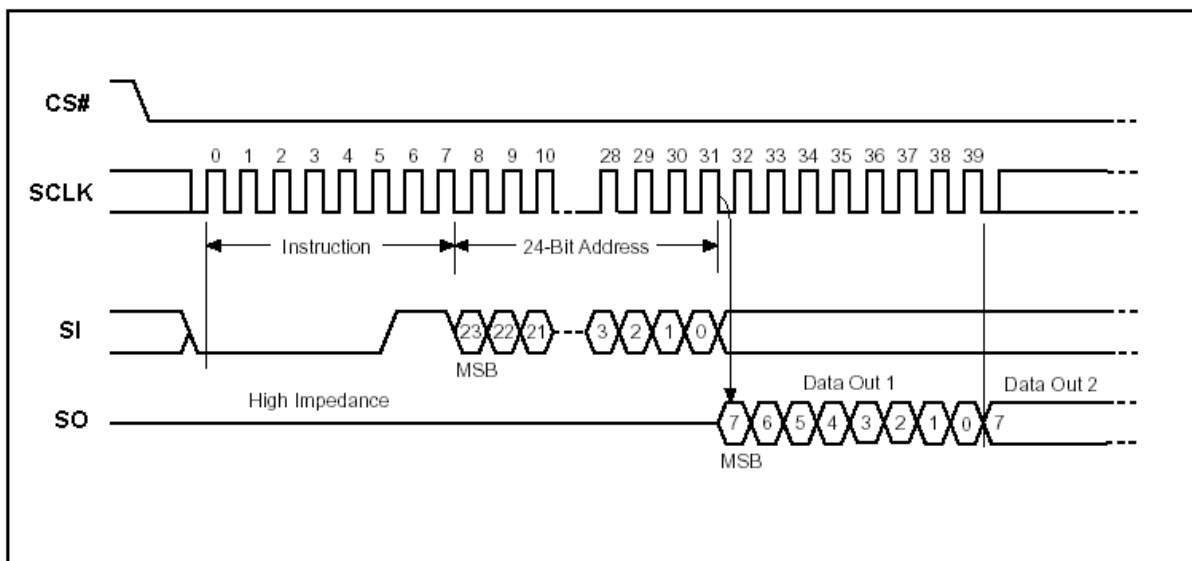 CS#
0 1 2 3 4 5 6 7 8 9 10 28 29 30 31 32 33 34 35 36 37 38 39
SCLK
Instruction 24-Bit Address
SI 23 22 21 3 2 1 0
MSB
Data Out 1 Data Out 2
High Impedance
SO 7 6 5 4 3 2 1 0 7
MSB